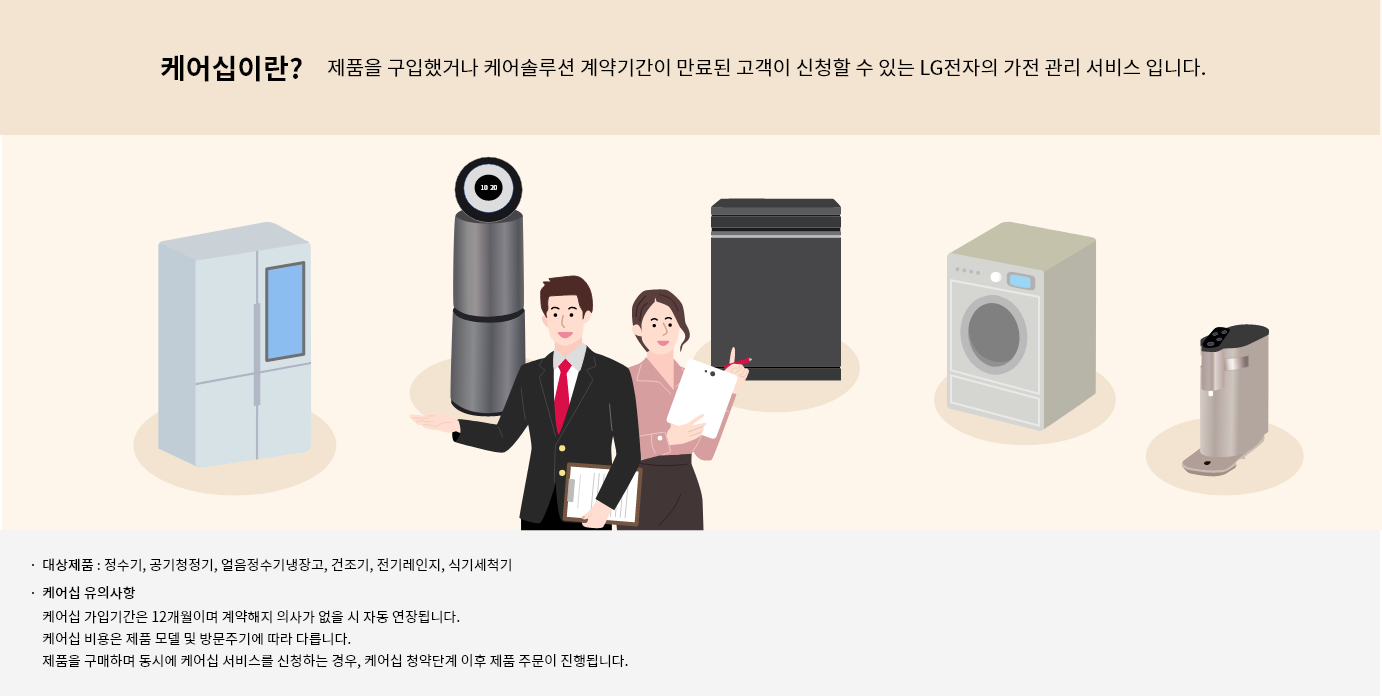 케어십이란? 제품을 구입했거나 케어솔루션 계약기간이 만료된 고객이 신청할 수 있는 LG전자의 가전 관리 서비스 입니다.
10 20
· 대상제품 : 정수기, 공기청정기, 얼음정수기냉장고, 건조기, 전기레인지, 식기세척기
· 케어십 유의사항
케어십 가입기간은 12개월이며 계약해지 의사가 없을 시 자동 연장됩니다.
케어십 비용은 제품 모델 및 방문주기에 따라 다릅니다.
제품을 구매하며 동시에 케어십 서비스를 신청하는 경우, 케어십 청약단계 이후 제품 주문이 진행됩니다.